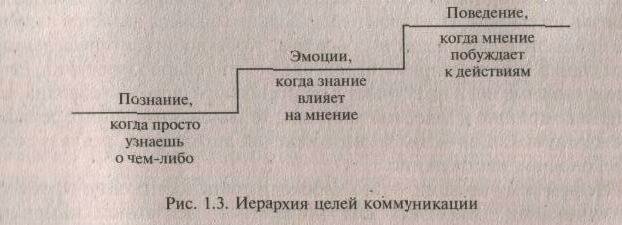 Поведение,
когда мнение
побуждает
к действиям
Эмоции,
когда знание
влияет
на мнение
Познание,
когда просто
узнаешь
о чем-либо
Рис. 1.3. Иерархия целей коммуникации